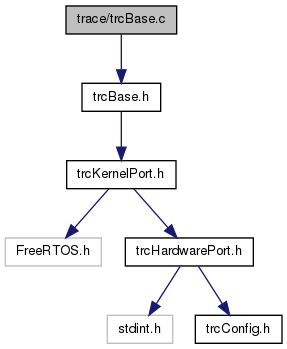 trace/trcBase.c
trcBase.h
trcKernelPort.h
FreeRTOS.h
trcHardwarePort.h
stdint.h
trcConfig.h